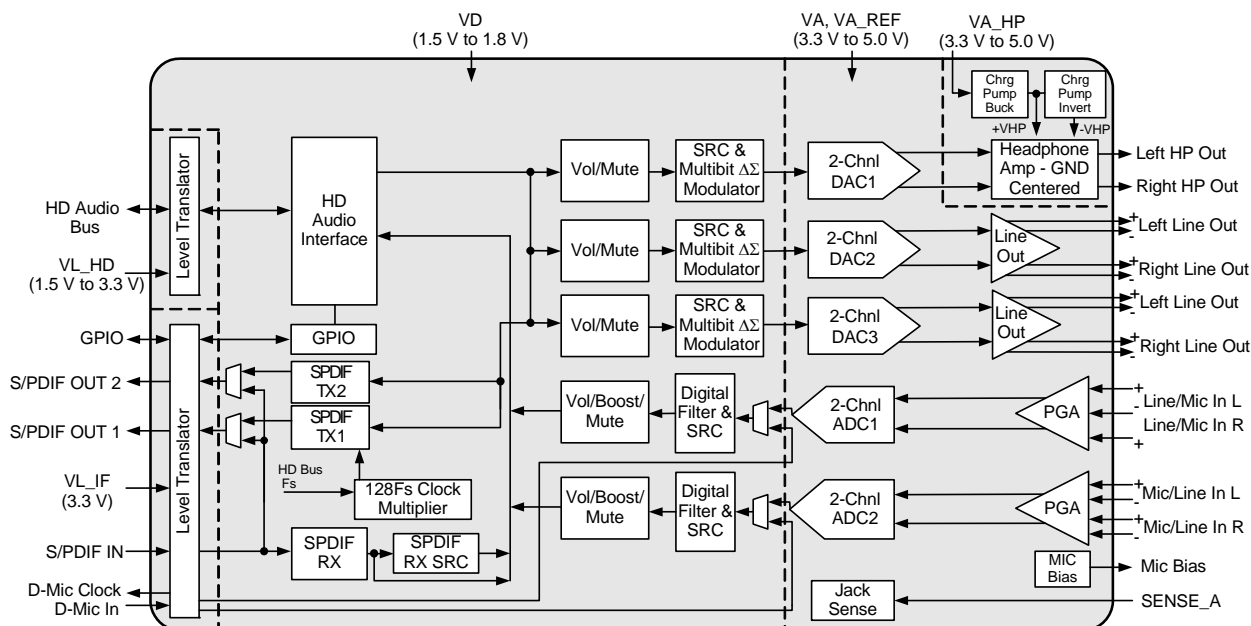 VD
(1.5 V to 1.8 V)
VA, VA_REF
(3.3 V to 5.0 V)
VA_HP
(3.3 V to 5.0 V)
Chrg
Pump
Buck
Chrg
Pump
Invert
+VHP
-VHP
Level Translator
HD
Audio
Interface
Vol/Mute
SRC &
Multibit ΔΣ
Modulator
2-Chnl
DAC1
Headphone
Amp - GND
Centered
Left HP Out
Right HP Out
HD Audio
Bus
VL_HD
(1.5 V to 3.3 V)
Vol/Mute
SRC &
Multibit ΔΣ
Modulator
2-Chnl
DAC2
Line
Out
+
-
Left Line Out
+
-
Right Line Out
Vol/Mute
SRC &
Multibit ΔΣ
Modulator
2-Chnl
DAC3
Line
Out
+
-
Left Line Out
+
-
Right Line Out
GPIO
GPIO
S/PDIF OUT 2
SPDIF
TX2
S/PDIF OUT 1
SPDIF
TX1
Level Translator
Vol/Boost/
Mute
Digital
Filter &
SRC
2-Chnl
ADC1
PGA
+
Line/Mic In L
-
Line/Mic In R
+
VL_IF
(3.3 V)
HD Bus
Fs
128Fs Clock
Multiplier
Vol/Boost/
Mute
Digital
Filter &
SRC
2-Chnl
ADC2
PGA
+
Mic/Line In L
-
+
Mic/Line In R
-
S/PDIF IN
SPDIF
RX
SPDIF
RX SRC
MIC
Bias
Mic Bias
D-Mic Clock
D-Mic In
Jack
Sense
SENSE_A